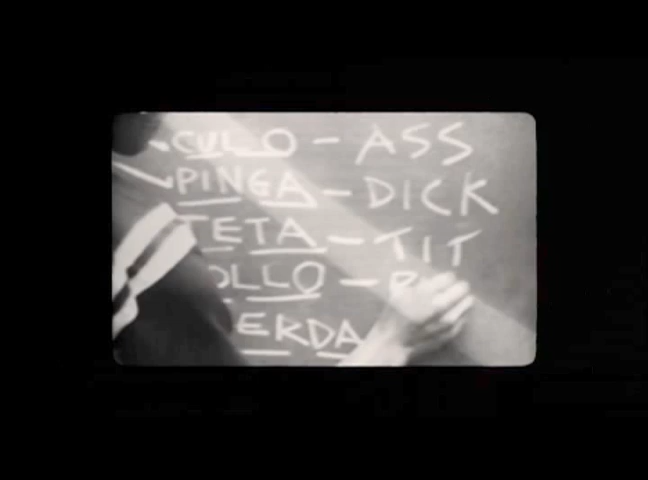 CULO - ASS
PINGA - DICK
TETA - TIT
OLLO -
ERDA